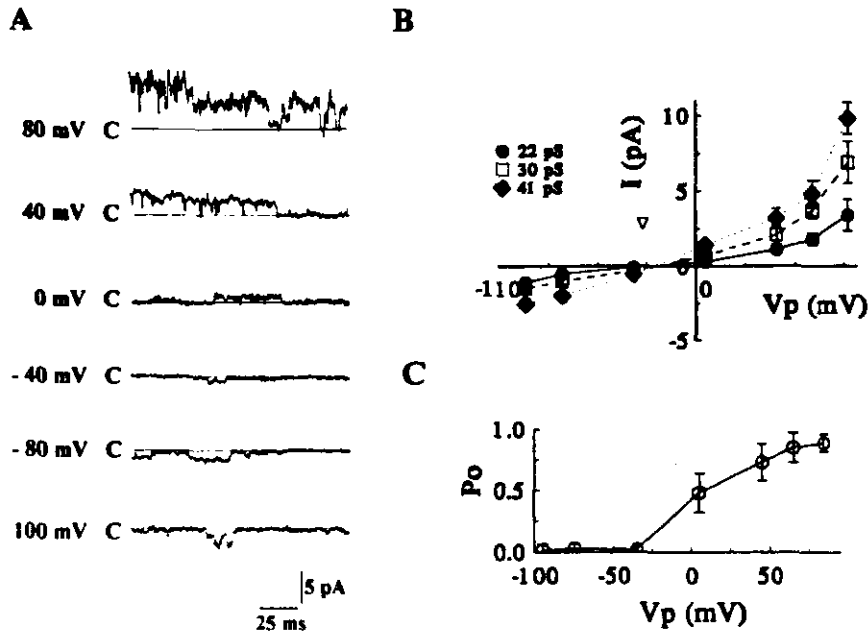 A
80 mV C
40 mV C
0 mV C
- 40 mV C
- 80 mV C
100 mV C
5 pA
25 ms
B
I (pA)
10
5
0
-5
22 pS
30 pS
41 pS
-110
0
Vp (mV)
C
Po
1.0
0.5
0.0
-100
-50
0
50
Vp (mV)